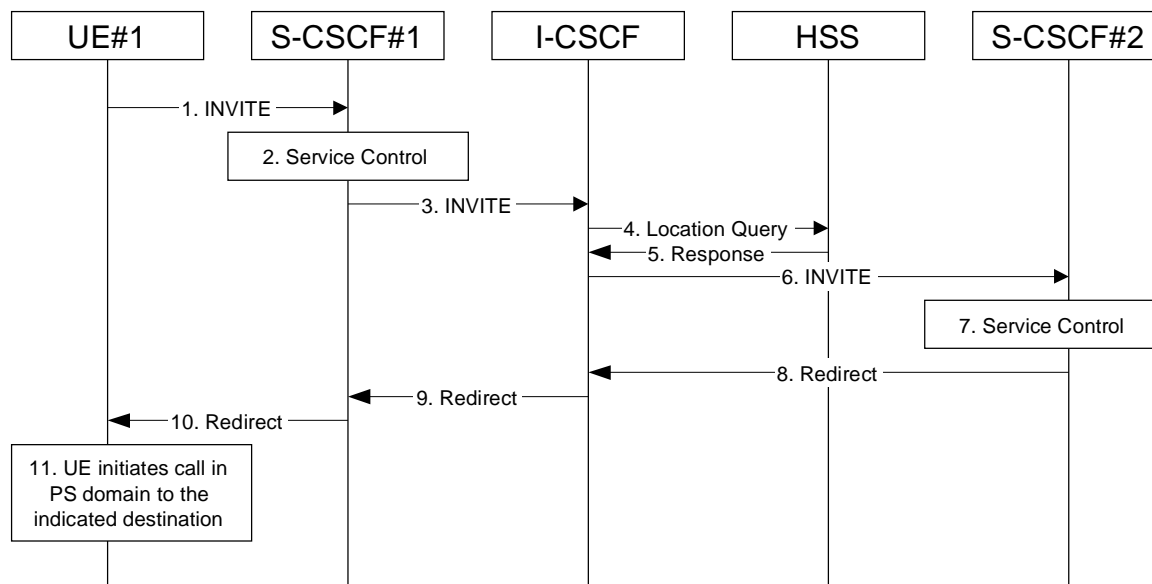 UE#1
S-CSCF#1
I-CSCF
HSS
S-CSCF#2
1. INVITE
2. Service Control
3. INVITE
4. Location Query
5. Response
6. INVITE
7. Service Control
8. Redirect
9. Redirect
10. Redirect
11. UE initiates call in
PS domain to the
indicated destination